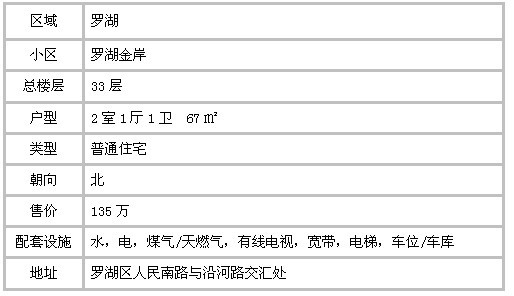 区域 罗湖
小区 罗湖金岸
总楼层 33 层
户型 2 室 1 厅 1 卫 67 ㎡
类型 普通住宅
朝向 北
售价 135 万
配套设施 水，电，煤气/天燃气，有线电视，宽带，电梯，车位/车库
地址 罗湖区人民南路与沿河路交汇处